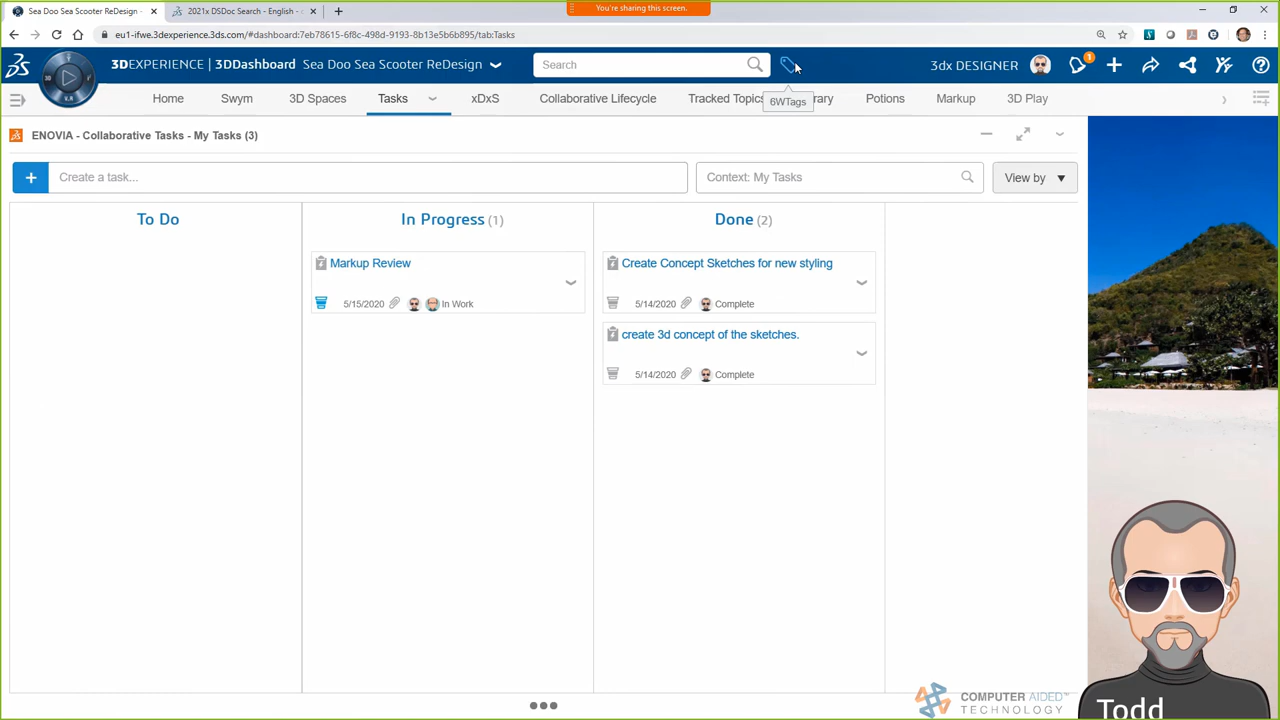 You're sharing this screen.
Sea Doo Sea Scooter ReDesign -
2021x DSDoc Search - English -
eu1-ifwe.3dexperience.3ds.com/#dashboard:7eb78615-6f8c-498d-9193-8b13e5b6b895/tab:Tasks
3DEXPERIENCE | 3DDashboard Sea Doo Sea Scooter ReDesign
Search
3dx DESIGNER
1
3D
V.R
Home
Swym
3D Spaces
Tasks
xDxS
Collaborative Lifecycle
Tracked Topics
rary
Potions
Markup
3D Play
6WTags
ENOVIA - Collaborative Tasks - My Tasks (3)
Create a task...
Context: My Tasks
View by
To Do
In Progress (1)
Done (2)
Markup Review
5/15/2020
In Work
Create Concept Sketches for new styling
5/14/2020
Complete
create 3d concept of the sketches.
5/14/2020
Complete
COMPUTER AIDED™
TECHNOLOGY
Todd